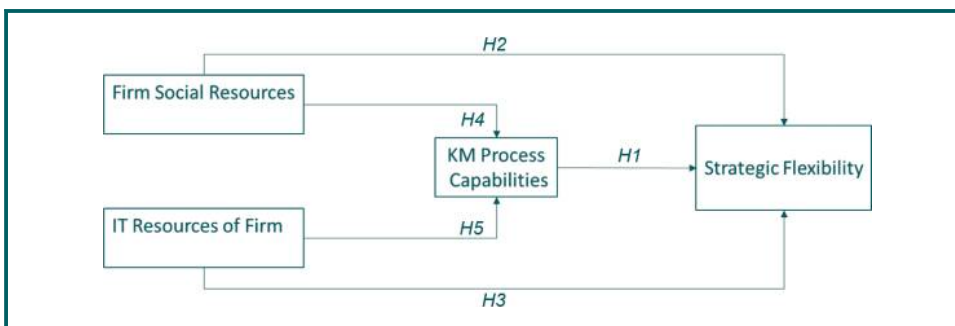 H2
Firm Social Resources
H4
KM Process
Capabilities
H1
Strategic Flexibility
IT Resources of Firm
H5
H3